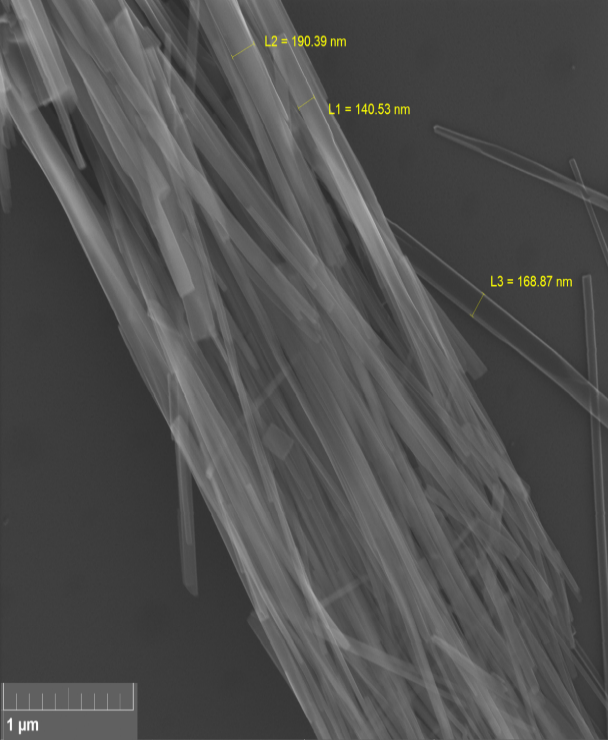 L2 = 190.39 nm
L1 = 140.53 nm
L3 = 168.87 nm
1 µm